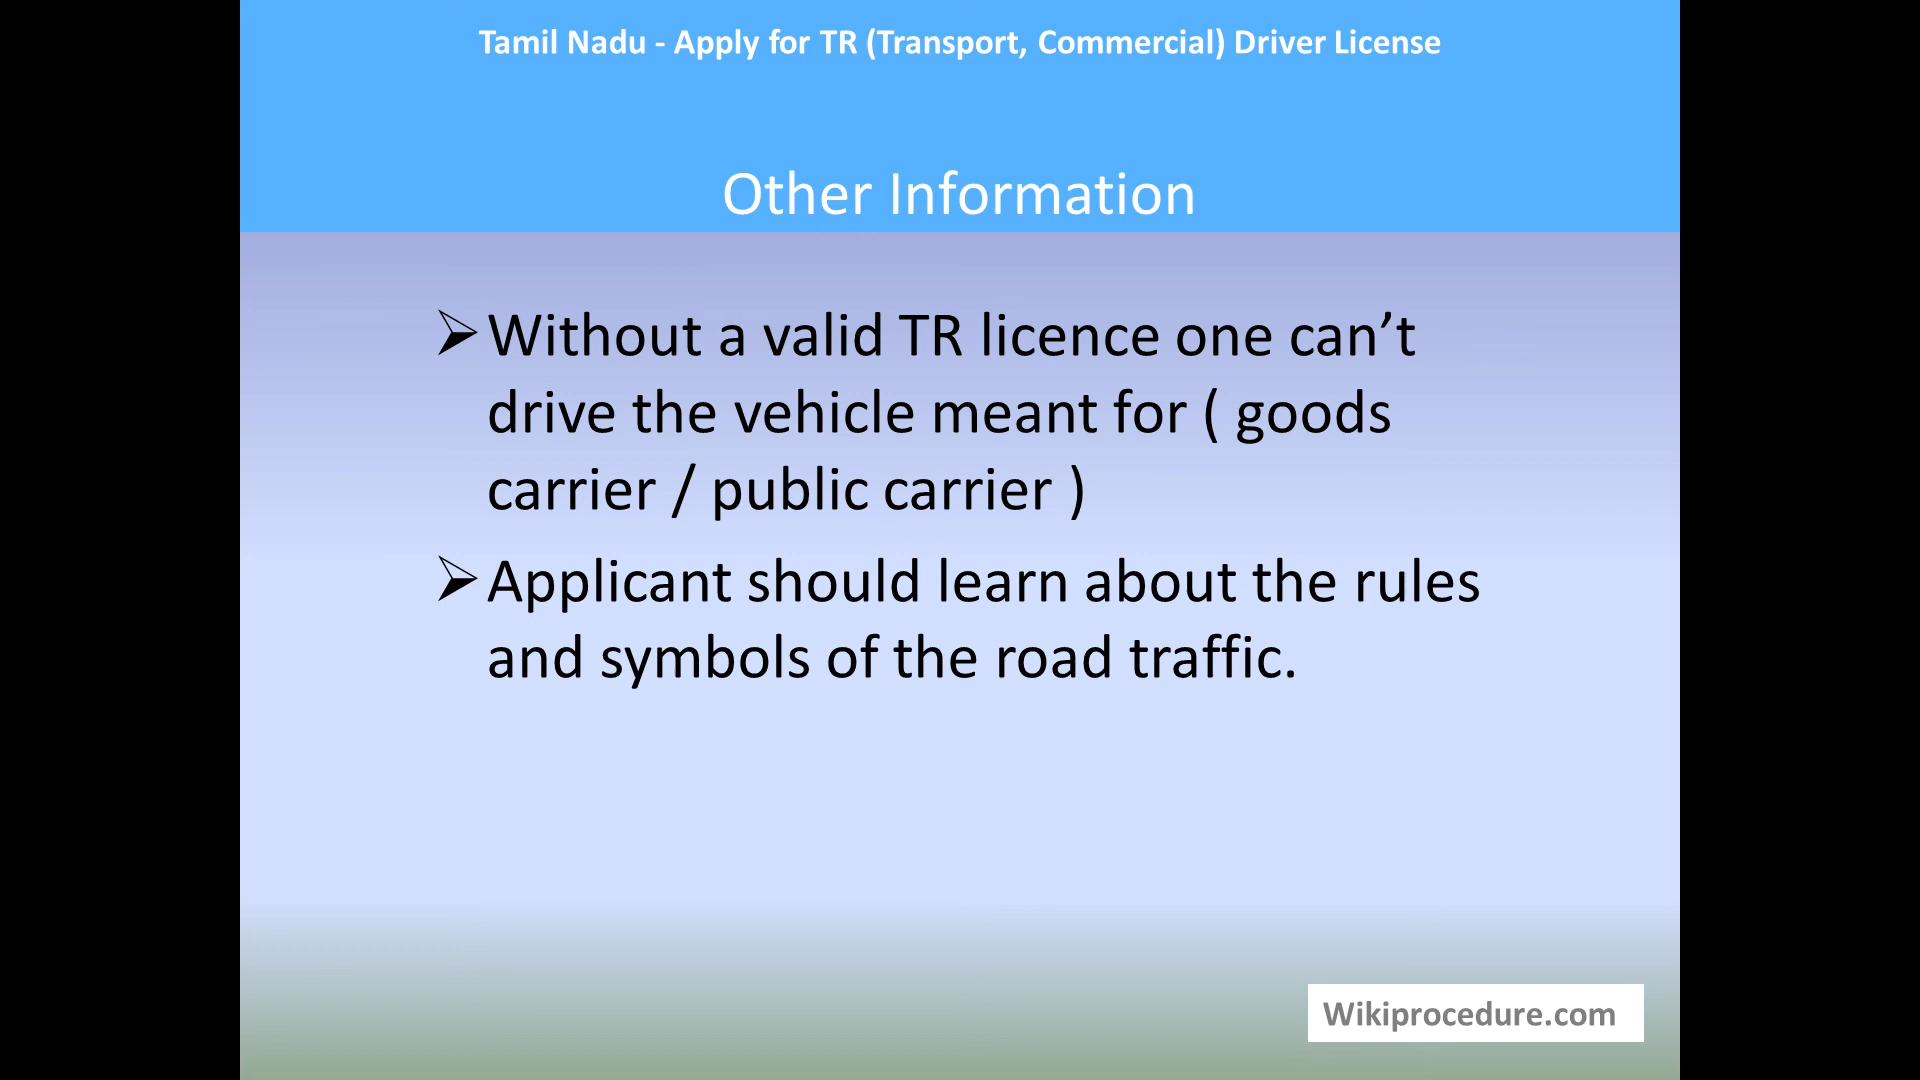 Tamil Nadu - Apply for TR (Transport, Commercial) Driver License
Other Information
➢Without a valid TR licence one can’t
drive the vehicle meant for ( goods
carrier / public carrier )
➢Applicant should learn about the rules
and symbols of the road traffic.
Wikiprocedure.com